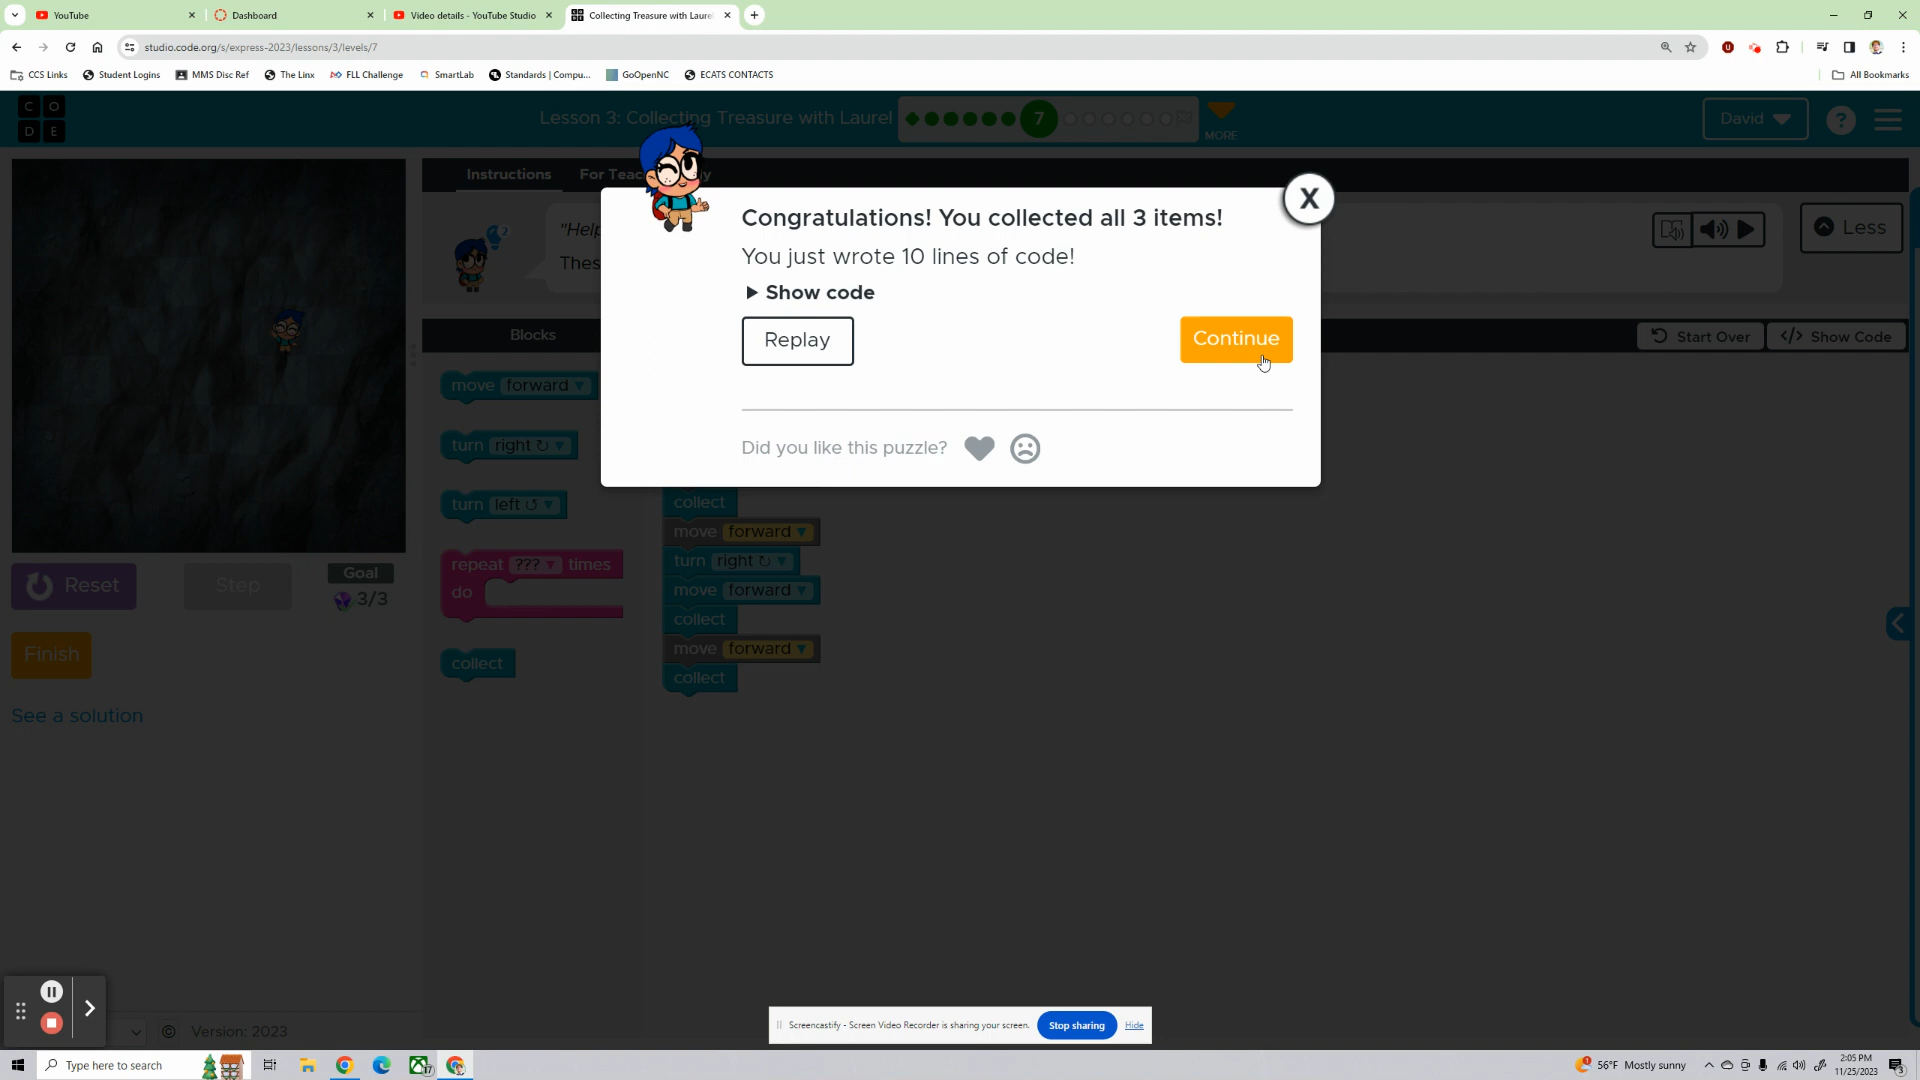 YouTube
Dashboard
Video details - YouTube Studio
Collecting Treasure with Laurel
studio.code.org/s/express-2023/lessons/3/levels/7
CCS Links
Student Logins
MMS Disc Ref
The Linx
FLL Challenge
SmartLab
Standards | Compu...
GoOpenNC
ECATS CONTACTS
All Bookmarks
C O
D E
Lesson 3: Collecting Treasure with Laurel
7
MORE
David
?
Instructions
For Teac
y
"Help
2
Thes
Less
X
Congratulations! You collected all 3 items!
You just wrote 10 lines of code!
Show code
Replay
Continue
Did you like this puzzle?
Blocks
Start Over
</> Show Code
move forward
turn right
turn left
repeat ??? times
do
collect
collect
move forward
turn right
move forward
collect
move forward
collect
Reset
Step
Goal
3/3
Finish
See a solution
© Version: 2023
Screencastify - Screen Video Recorder is sharing your screen.
Stop sharing
Hide
Type here to search
17
1
56°F Mostly sunny
2:05 PM
11/25/2023
3